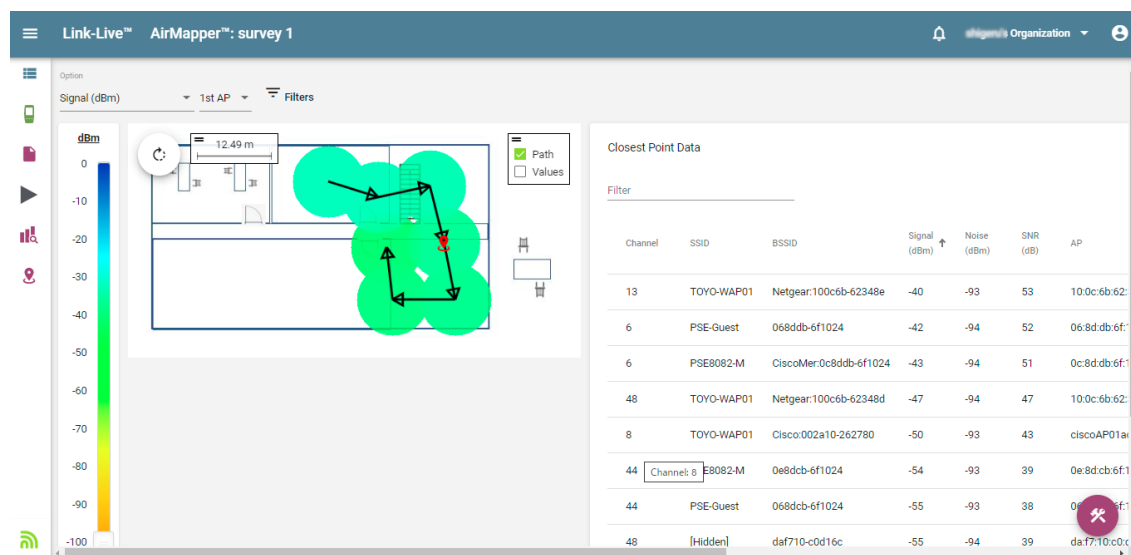 Link-Live™ AirMapper™: survey 1
Organization
Option
Signal (dBm) 1st AP Filters
dBm
0
-10
-20
-30
-40
-50
-60
-70
-80
-90
-100
12.49 m
Path
Values
Closest Point Data
Filter
Channel SSID BSSID Signal (dBm) Noise (dBm) SNR (dB) AP
13 TOYO-WAP01 Netgear:100c6b-62348e -40 -93 53 10:0c:6b:62:
6 PSE-Guest 068ddb-6f1024 -42 -94 52 06:8d:db:6f:1
6 PSE8082-M CiscoMer:0c8ddb-6f1024 -43 -94 51 0c:8d:db:6f:1
48 TOYO-WAP01 Netgear:100c6b-62348d -47 -94 47 10:0c:6b:62:
8 TOYO-WAP01 Cisco:002a10-262780 -50 -93 43 ciscoAP01a
44 E8082-M 0e8dcb-6f1024 -54 -93 39 0e:8d:cb:6f:1
Channel: 8
44 PSE-Guest 068dcb-6f1024 -55 -93 38
48 [Hidden] daf710-c0d16c -55 -94 39 da:f7:10:c0: